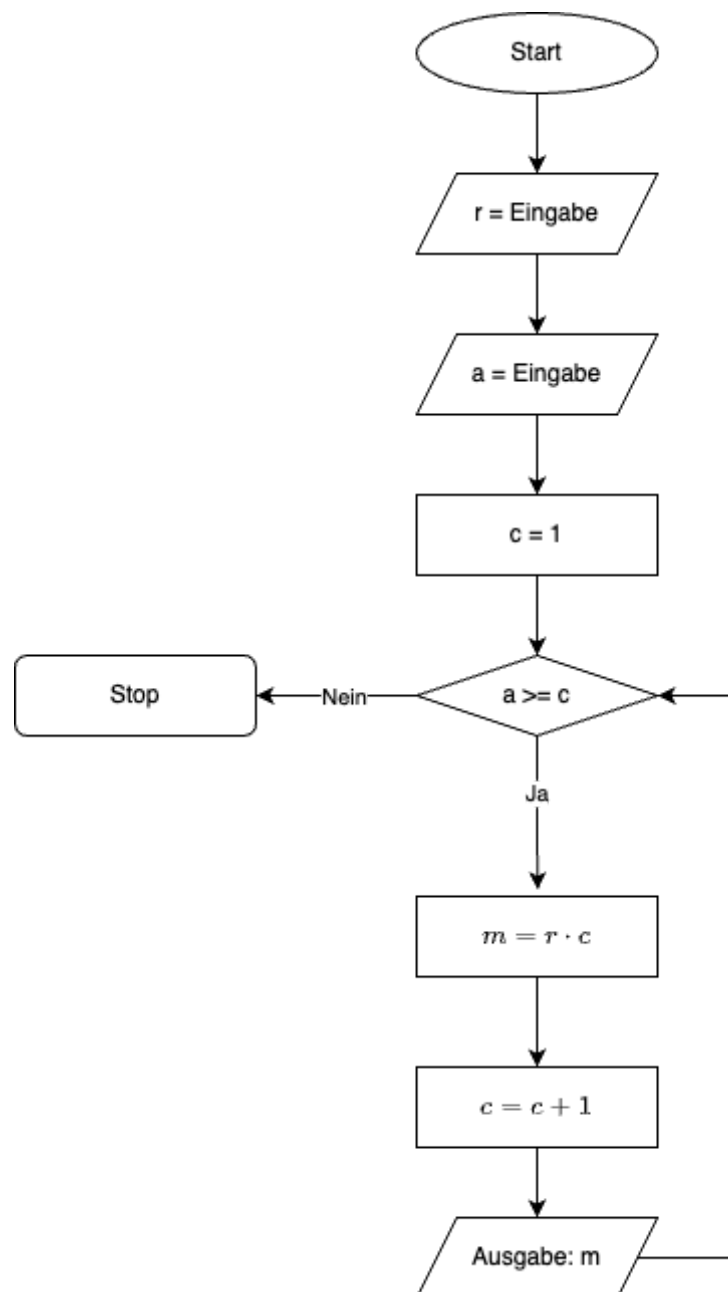 Start
r = Eingabe
a = Eingabe
c = 1
Stop
Nein
a >= c
Ja
m = r · c
c = c + 1
Ausgabe: m